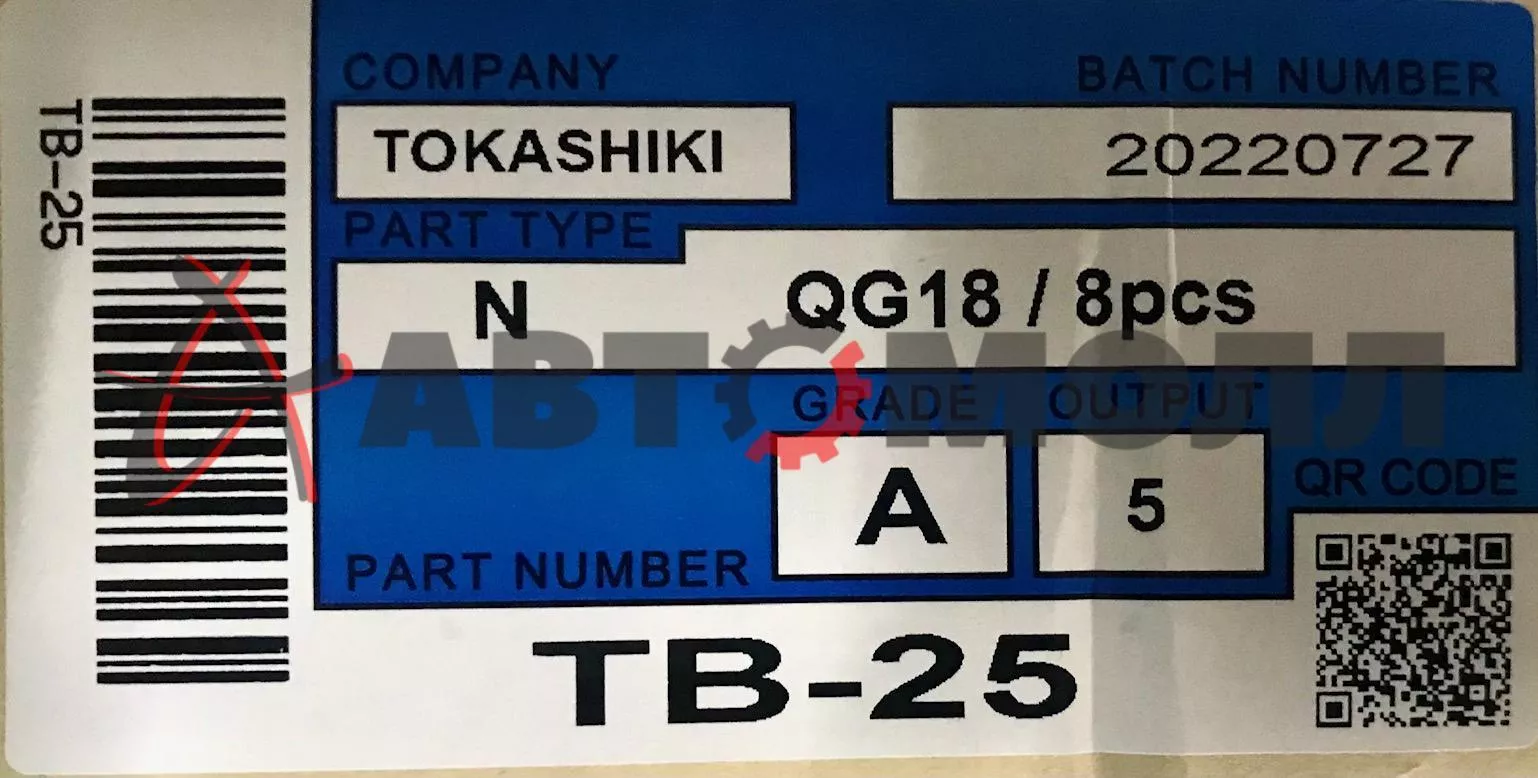 TB-25
COMPANY
BATCH NUMBER
TOKASHIKI
20220727
PART TYPE
N
QG18 / 8pcs
АВТОМОЛЛ
GRADE
OUTPUT
A
5
QR CODE
PART NUMBER
TB-25